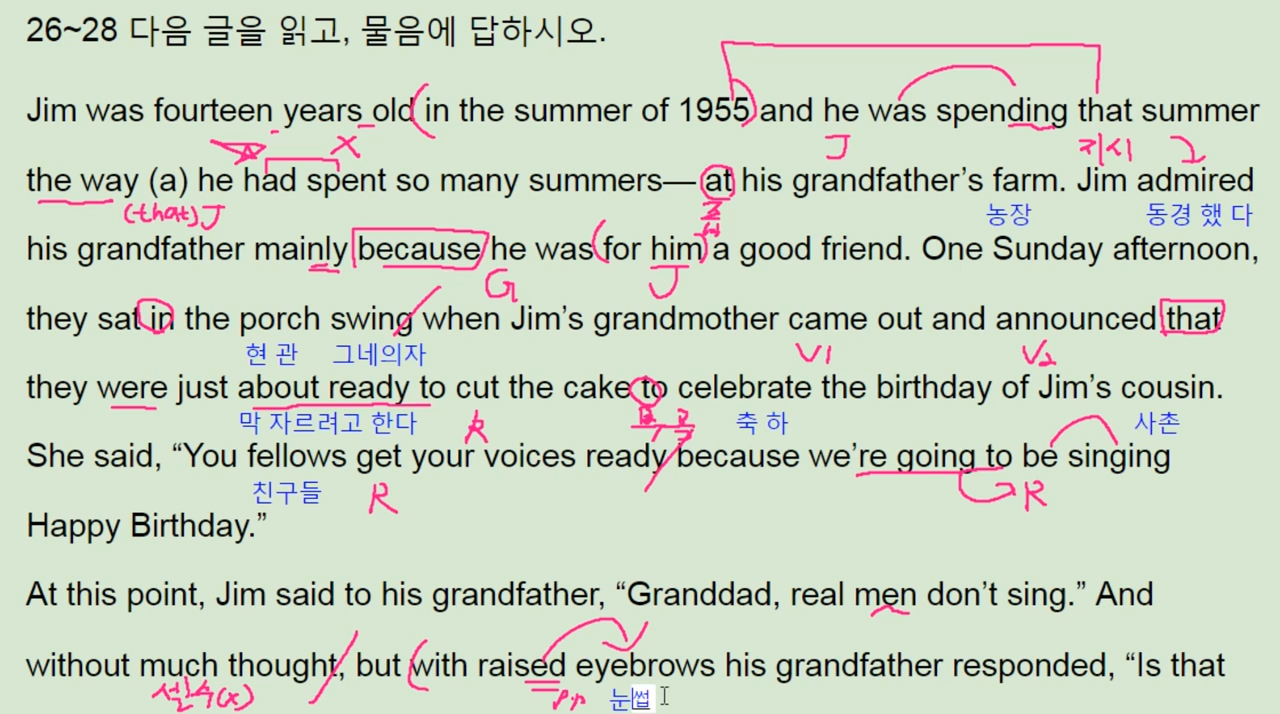 26~28 다음 글을 읽고, 물음에 답하시오.
Jim was fourteen years old in the summer of 1955 and he was spending that summer
X J 지시 그
the way (a) he had spent so many summers—at his grandfather's farm. Jim admired
(that) J 농장 동경 했 다
his grandfather mainly because he was for him a good friend. One Sunday afternoon,
G J
they sat in the porch swing when Jim's grandmother came out and announced that
현 관 그네의자 V1 V2
they were just about ready to cut the cake to celebrate the birthday of Jim's cousin.
막 자르려고 한다 R 축 하 사촌
She said, “You fellows get your voices ready because we're going to be singing
친구들 R R
Happy Birthday.”
At this point, Jim said to his grandfather, “Granddad, real men don't sing.” And
without much thought, but with raised eyebrows his grandfather responded, “Is that
셀수(x) p.p 눈썹